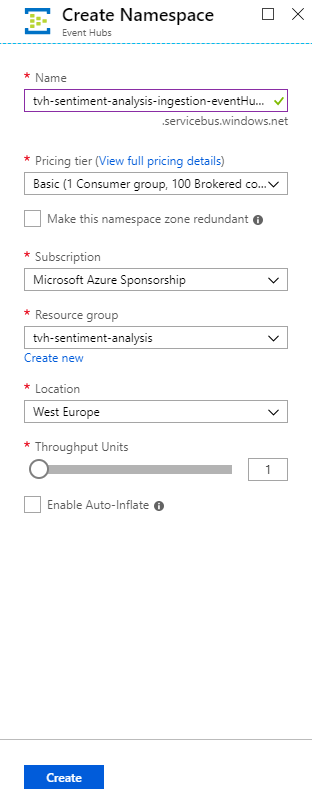 Create Namespace
Event Hubs
* Name
tvh-sentiment-analysis-ingestion-eventHu...
.servicebus.windows.net
* Pricing tier (View full pricing details)
Basic (1 Consumer group, 100 Brokered co...
Make this namespace zone redundant
* Subscription
Microsoft Azure Sponsorship
* Resource group
tvh-sentiment-analysis
Create new
* Location
West Europe
* Throughput Units
1
Enable Auto-Inflate
Create